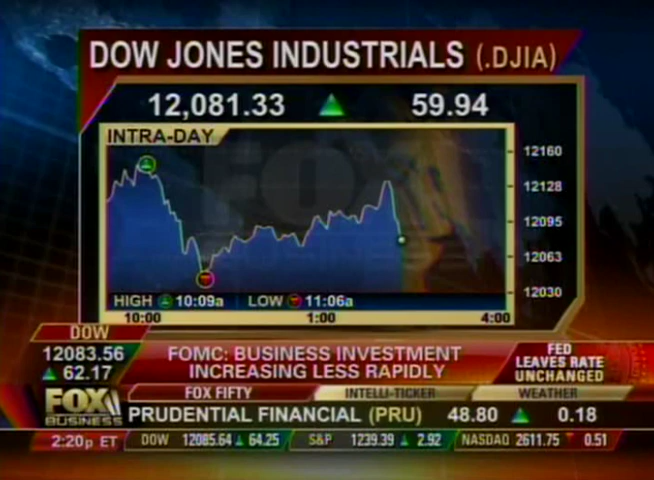 DOW JONES INDUSTRIALS (.DJIA)
12,081.33 59.94
INTRA-DAY
12160
12128
12095
12063
12030
HIGH 10:09a | LOW 11:06a
10:00 1:00 4:00
DOW
12083.56
62.17
FOMC: BUSINESS INVESTMENT
INCREASING LESS RAPIDLY
FED
LEAVES RATE
UNCHANGED
FOX FIFTY INTELLI-TICKER WEATHER
FOX
BUSINESS
PRUDENTIAL FINANCIAL (PRU) 48.80 0.18
2:20p ET DOW 12085.64 64.25 S&P 1239.39 2.92 NASDAQ 2611.75 0.51